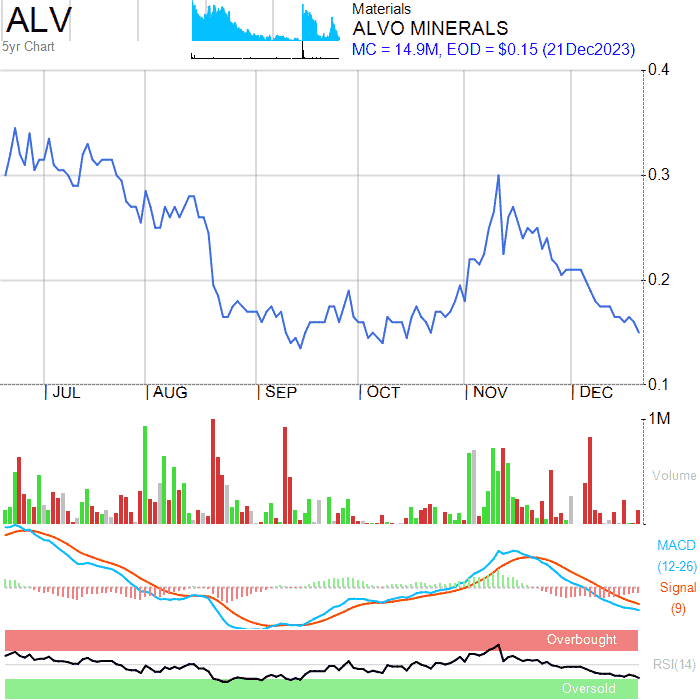 ALV
5yr Chart
Materials
ALVO MINERALS
MC = 14.9M, EOD = $0.15 (21Dec2023)
0.4
0.3
0.2
0.1
JUL AUG SEP OCT NOV DEC
1M
Volume
MACD
(12-26)
Signal
(9)
Overbought
RSI(14)
Oversold